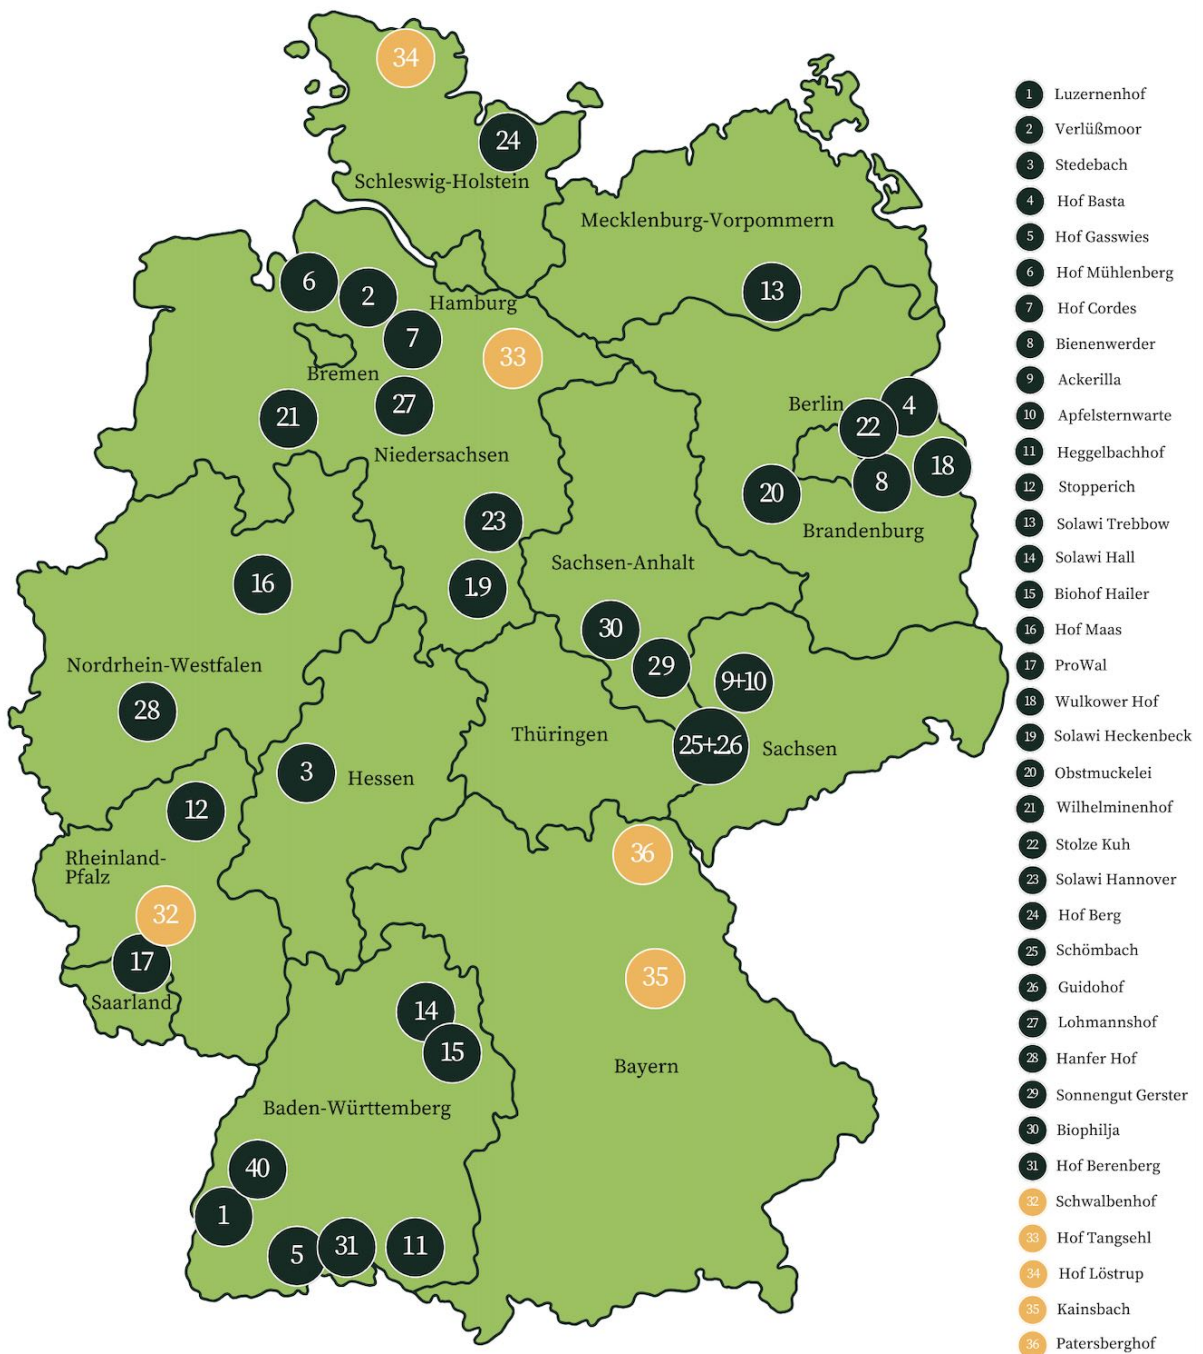 34
24
Schleswig-Holstein
Mecklenburg-Vorpommern
6
2
13
Hamburg
7
33
Bremen
27
21
Berlin
4
22
Niedersachsen
18
8
20
23
Brandenburg
Sachsen-Anhalt
16
1.9
30
Nordrhein-Westfalen
29
9+10
28
Thüringen
25+.26
Sachsen
3
Hessen
12
36
Rheinland-
Pfalz
32
17
35
Saarland
14
15
Bayern
Baden-Württemberg
40
1
5
31
11
1 Luzernenhof
2 Verlüßmoor
3 Stedebach
4 Hof Basta
5 Hof Gasswies
6 Hof Mühlenberg
7 Hof Cordes
8 Bienenwerder
9 Ackerilla
10 Apfelsternwarte
11 Heggelbachhof
12 Stopperich
13 Solawi Trebbow
14 Solawi Hall
15 Biohof Hailer
16 Hof Maas
17 ProWal
18 Wulkower Hof
19 Solawi Heckenbeck
20 Obstmuckelei
21 Wilhelminenhof
22 Stolze Kuh
23 Solawi Hannover
24 Hof Berg
25 Schömbach
26 Guidohof
27 Lohmannshof
28 Hanfer Hof
29 Sonnengut Gerster
30 Biophilja
31 Hof Berenberg
32 Schwalbenhof
33 Hof Tangsehl
34 Hof Löstrup
35 Kainsbach
36 Patersberghof